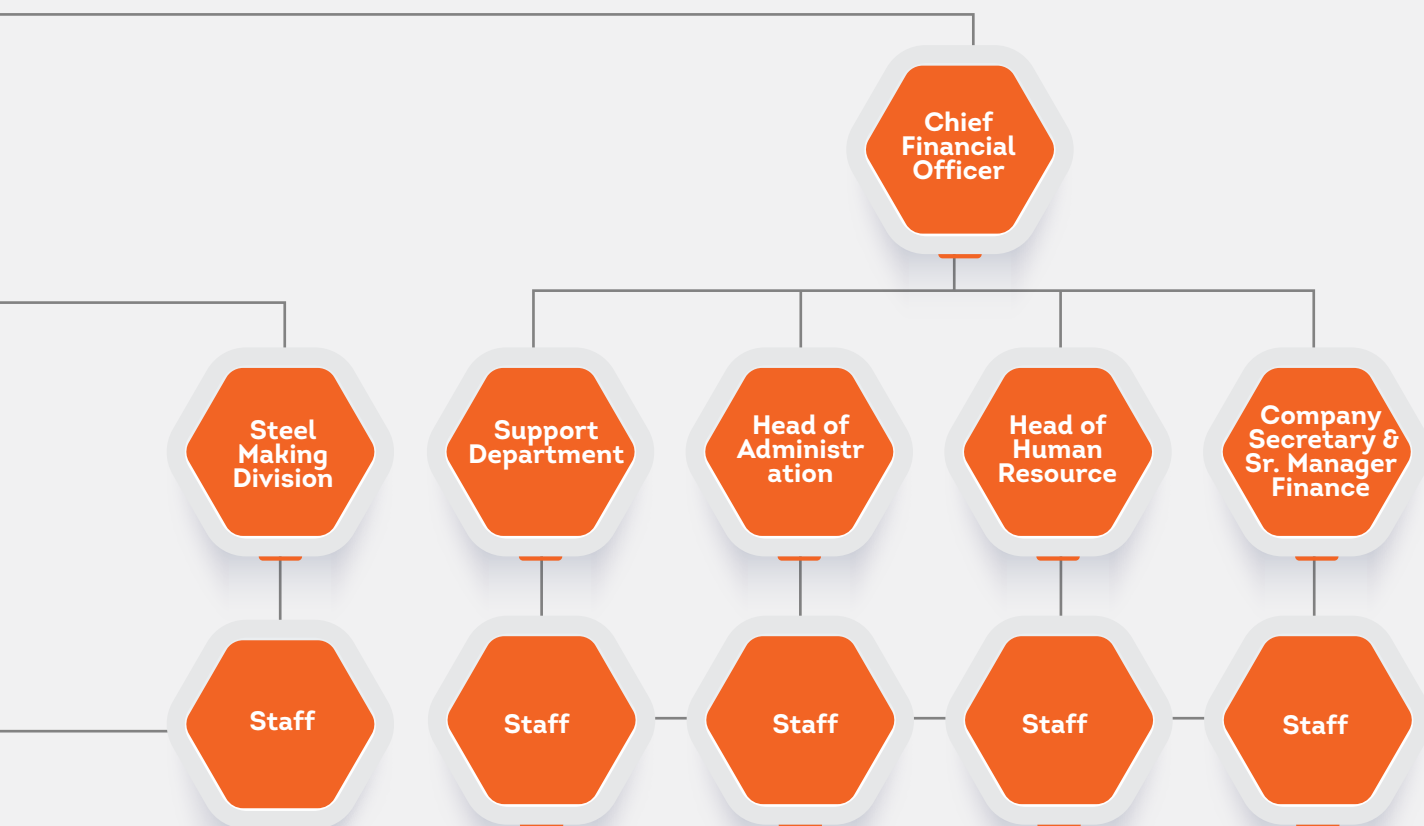 Chief
Financial
Officer
Steel
Making
Division
Support
Department
Head of
Administr
ation
Head of
Human
Resource
Company
Secretary &
Sr. Manager
Finance
Staff
Staff
Staff
Staff
Staff